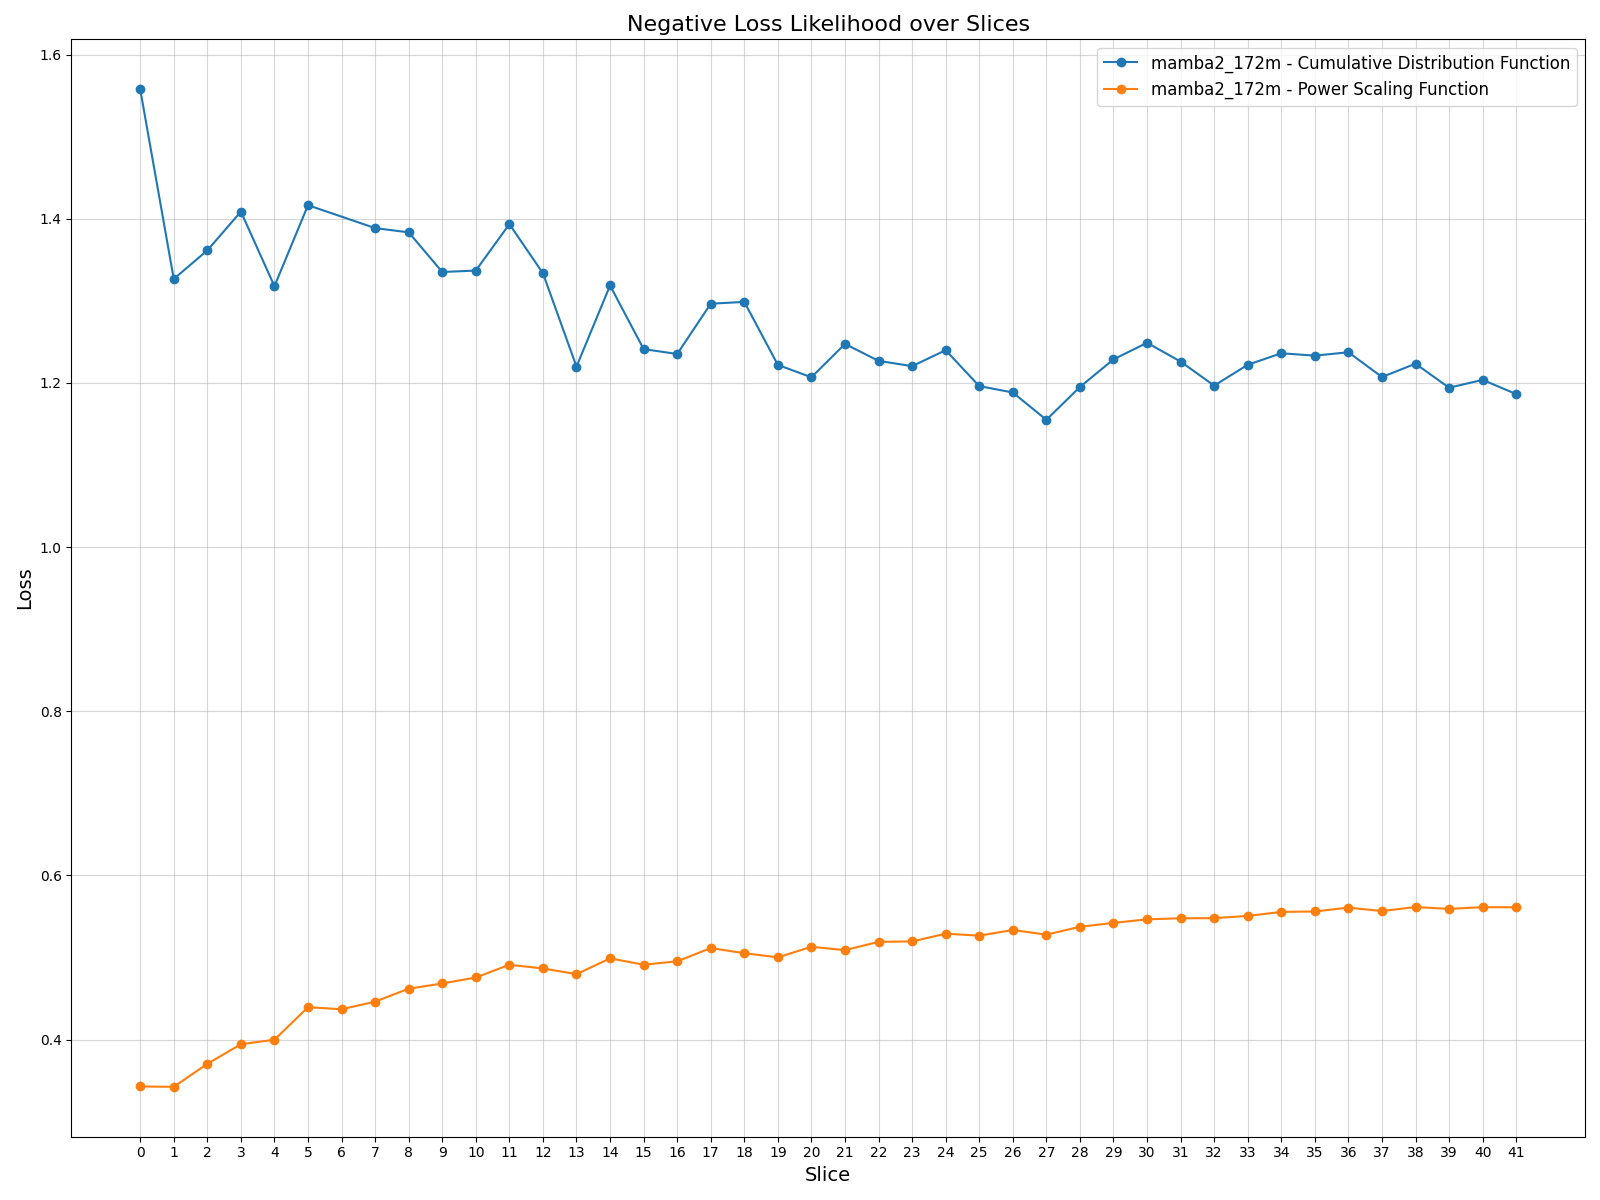 Negative Loss Likelihood over Slices
mamba2_172m - Cumulative Distribution Function
mamba2_172m - Power Scaling Function
1.6
1.4
1.2
1.0
0.8
0.6
0.4
Loss
0 1 2 3 4 5 6 7 8 9 10 11 12 13 14 15 16 17 18 19 20 21 22 23 24 25 26 27 28 29 30 31 32 33 34 35 36 37 38 39 40 41
Slice